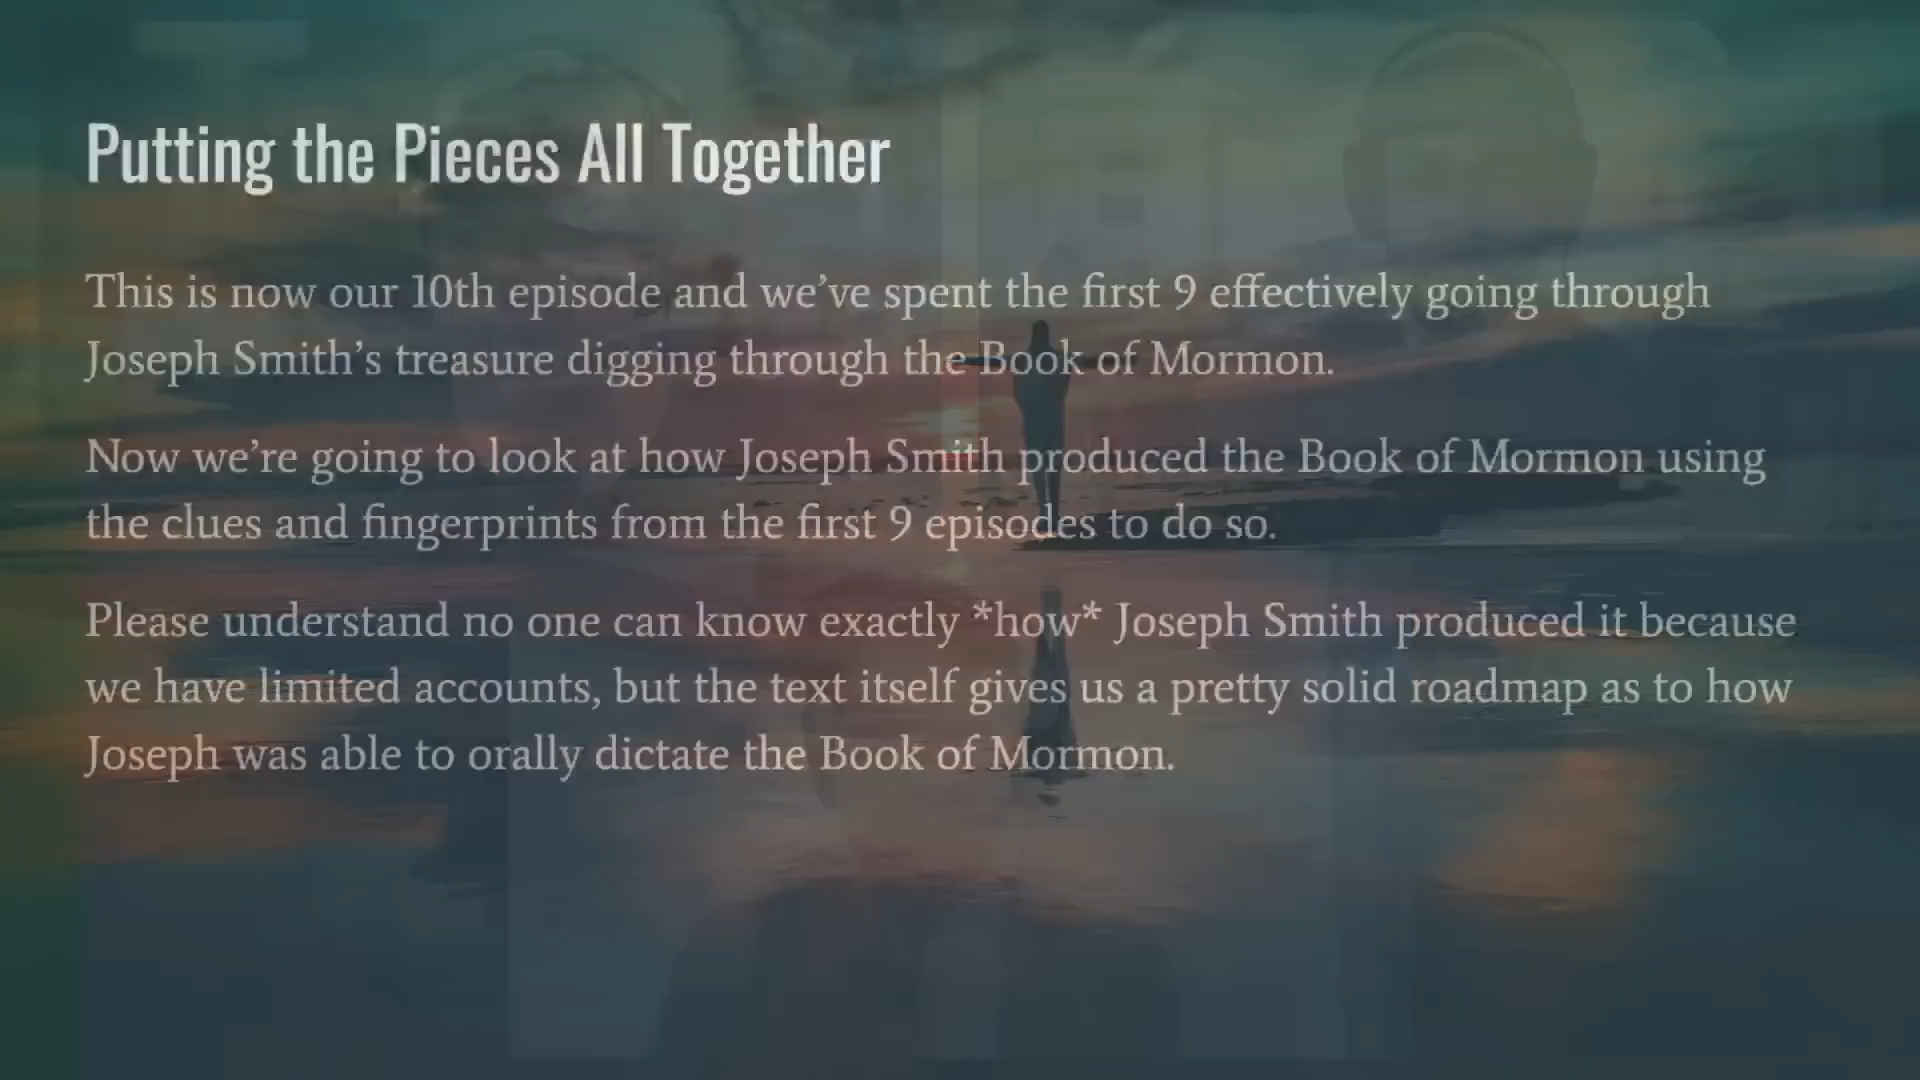 Putting the Pieces All Together
This is now our 10th episode and we’ve spent the first 9 effectively going through
Joseph Smith’s treasure digging through the Book of Mormon.
Now we’re going to look at how Joseph Smith produced the Book of Mormon using
the clues and fingerprints from the first 9 episodes to do so.
Please understand no one can know exactly *how* Joseph Smith produced it because
we have limited accounts, but the text itself gives us a pretty solid roadmap as to how
Joseph was able to orally dictate the Book of Mormon.